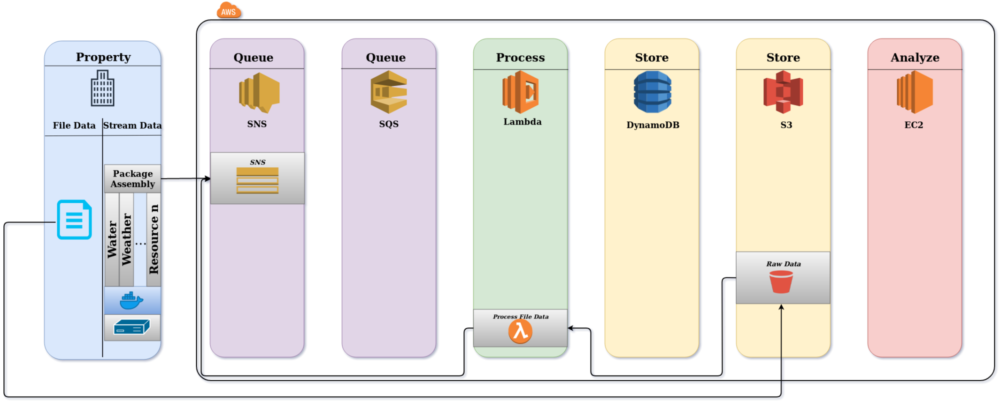 AWS
Property
File Data
Stream Data
Package
Assembly
Water
Weather
...
Resource n
Queue
SNS
SNS
Queue
SQS
Process
Lambda
Process File Data
λ
Store
DynamoDB
Store
S3
Raw Data
Analyze
EC2